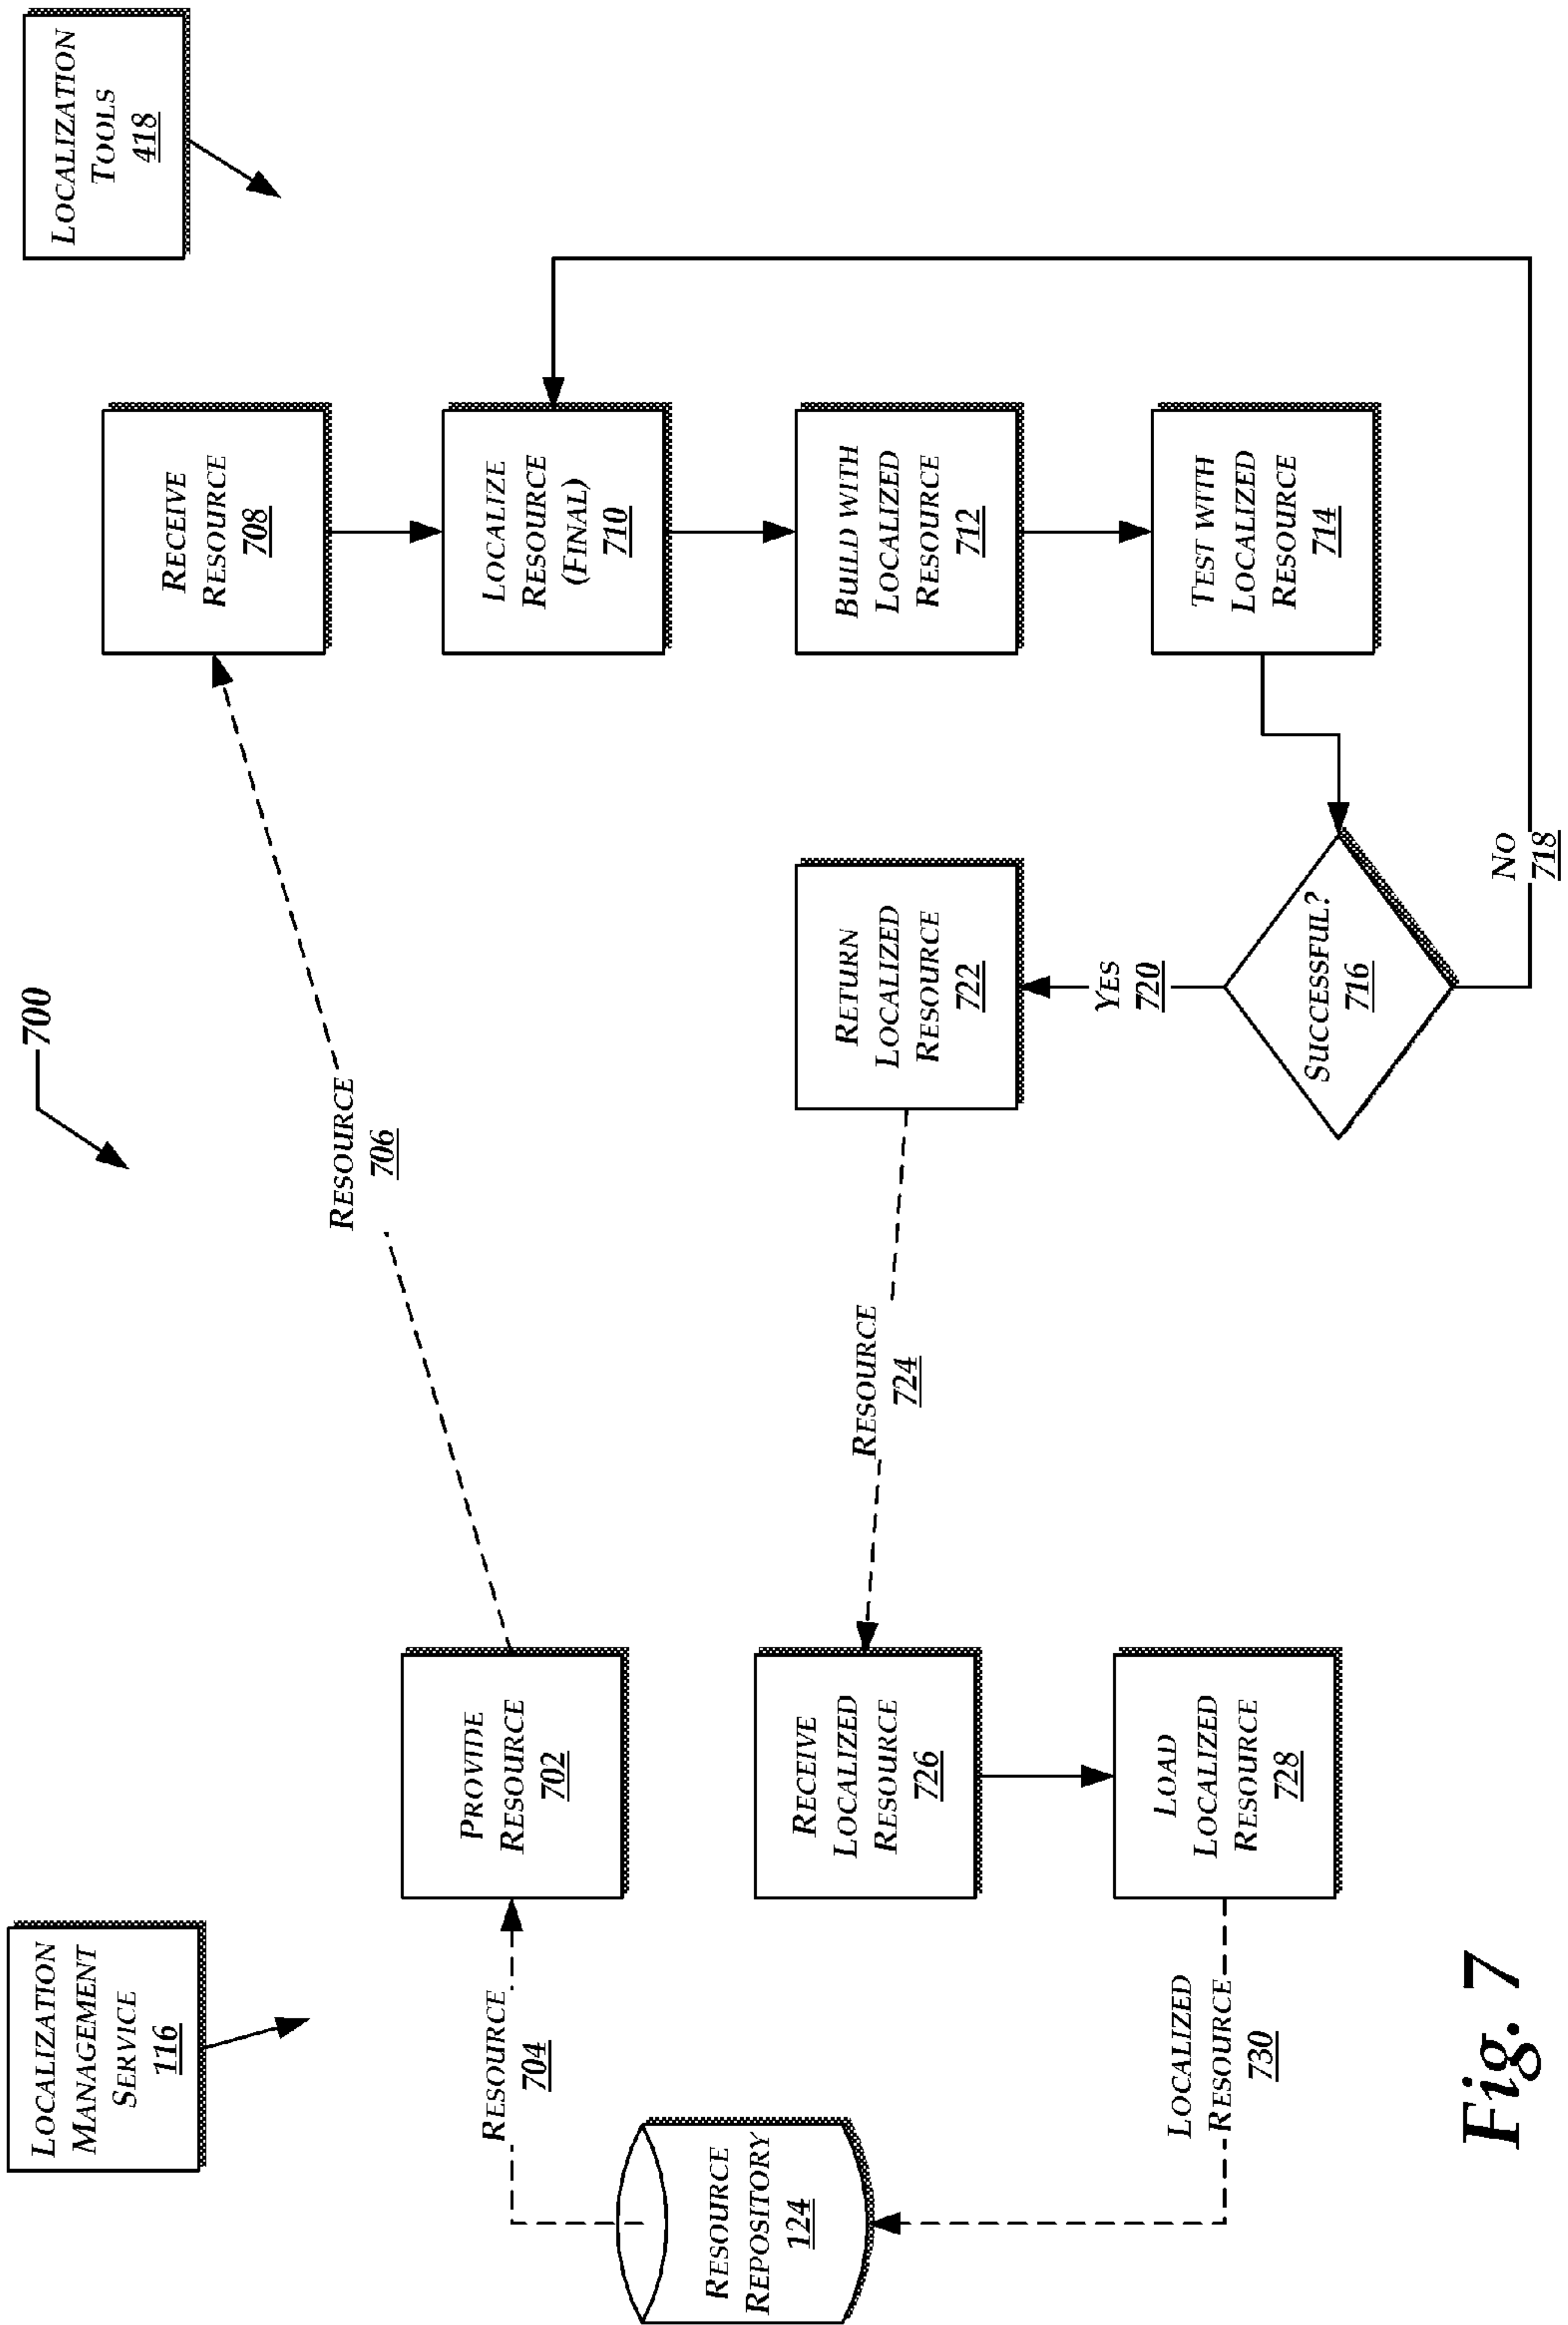 700
LOCALIZATION
MANAGEMENT
SERVICE
116
LOCALIZATION
TOOLS
418
RESOURCE
REPOSITORY
124
RESOURCE
704
PROVIDE
RESOURCE
702
RESOURCE
706
RECEIVE
RESOURCE
708
LOCALIZE
RESOURCE
(FINAL)
710
BUILD WITH
LOCALIZED
RESOURCE
712
TEST WITH
LOCALIZED
RESOURCE
714
SUCCESSFUL?
716
NO
718
YES
720
RETURN
LOCALIZED
RESOURCE
722
RESOURCE
724
RECEIVE
LOCALIZED
RESOURCE
726
LOAD
LOCALIZED
RESOURCE
728
LOCALIZED
RESOURCE
730
Fig. 7